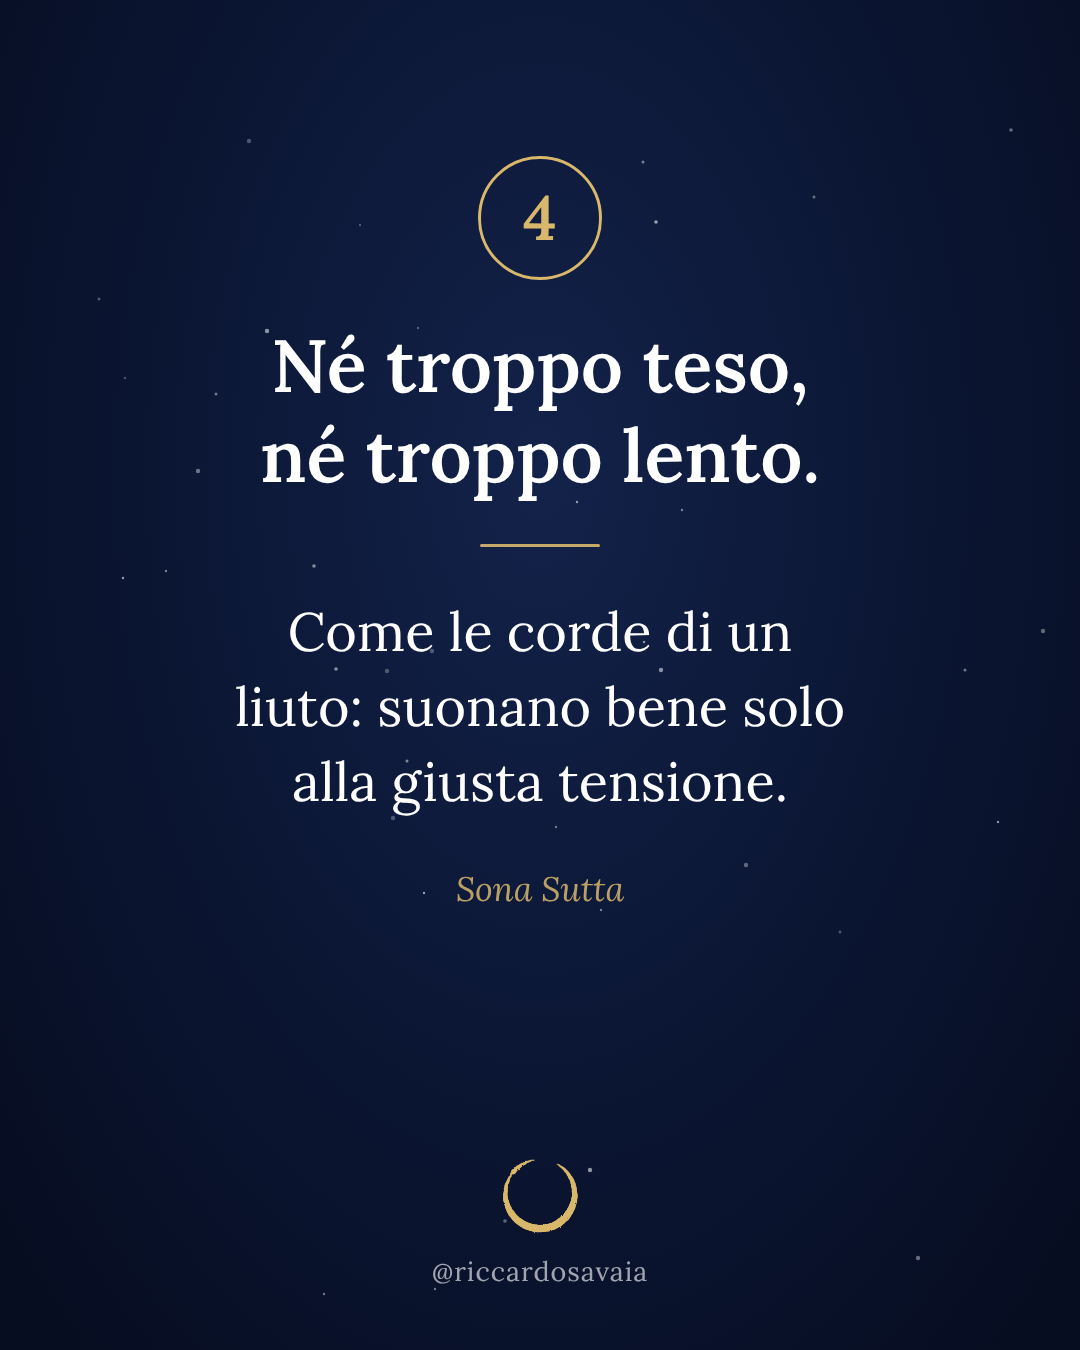 4
Né troppo teso,
né troppo lento.
Come le corde di un
liuto: suonano bene solo
alla giusta tensione.
Sona Sutta
@riccardosavaia